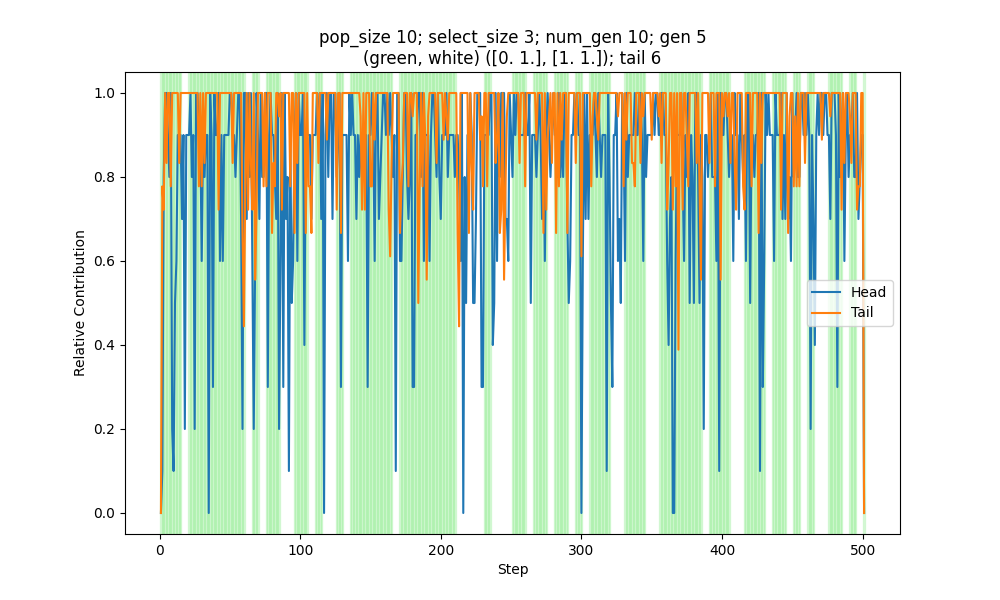 pop_size 10; select_size 3; num_gen 10; gen 5
(green, white) ([0. 1.], [1. 1.]); tail 6
1.0
0.8
0.6
0.4
0.2
0.0
Relative Contribution
Head
Tail
0
100
200
300
400
500
Step